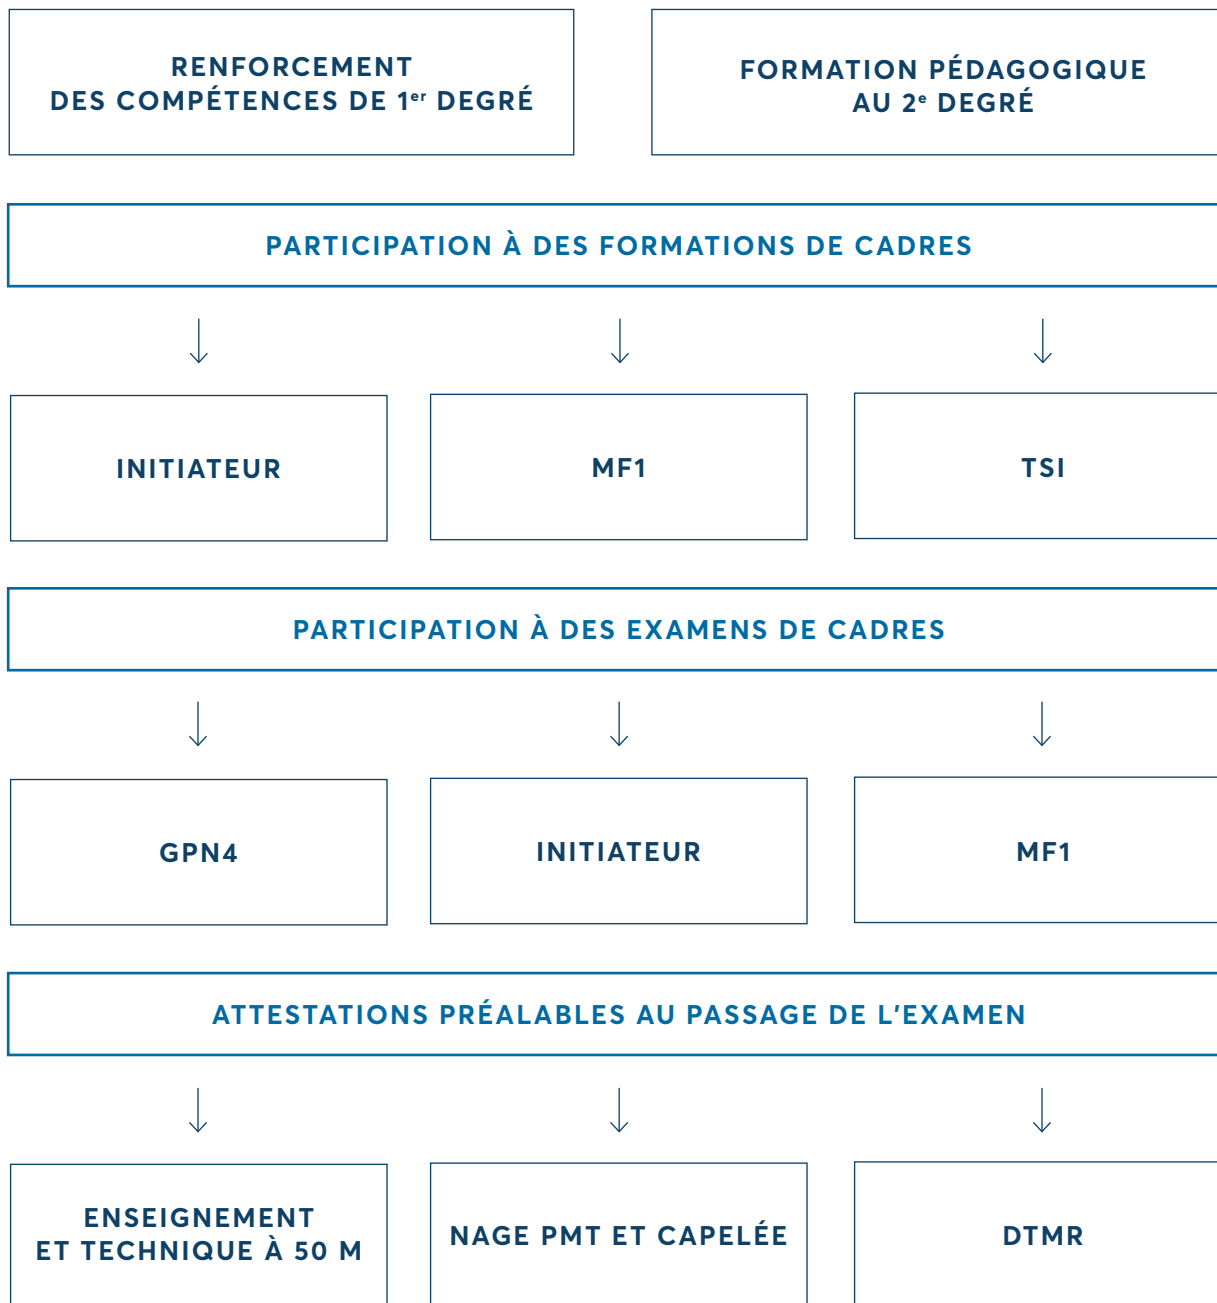 RENFORCEMENT
DES COMPÉTENCES DE 1er DEGRÉ
FORMATION PÉDAGOGIQUE
AU 2e DEGRÉ
PARTICIPATION À DES FORMATIONS DE CADRES
INITIATEUR
MF1
TSI
PARTICIPATION À DES EXAMENS DE CADRES
GPN4
INITIATEUR
MF1
ATTESTATIONS PRÉALABLES AU PASSAGE DE L'EXAMEN
ENSEIGNEMENT
ET TECHNIQUE À 50 M
NAGE PMT ET CAPELÉE
DTMR